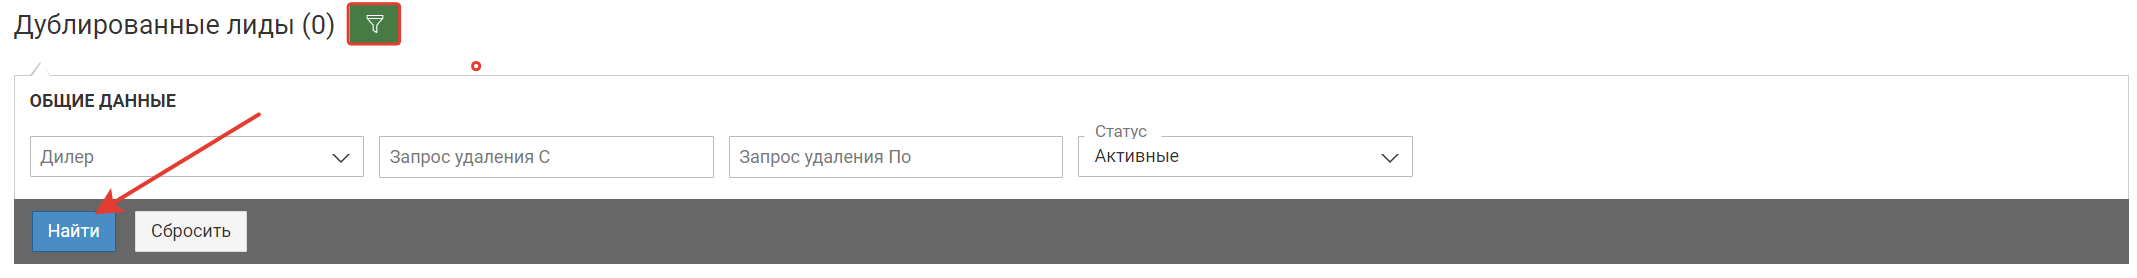 Дублированные лиды (0)
ОБЩИЕ ДАННЫЕ
Статус
Дилер Запрос удаления С Запрос удаления По Активные
Найти Сбросить